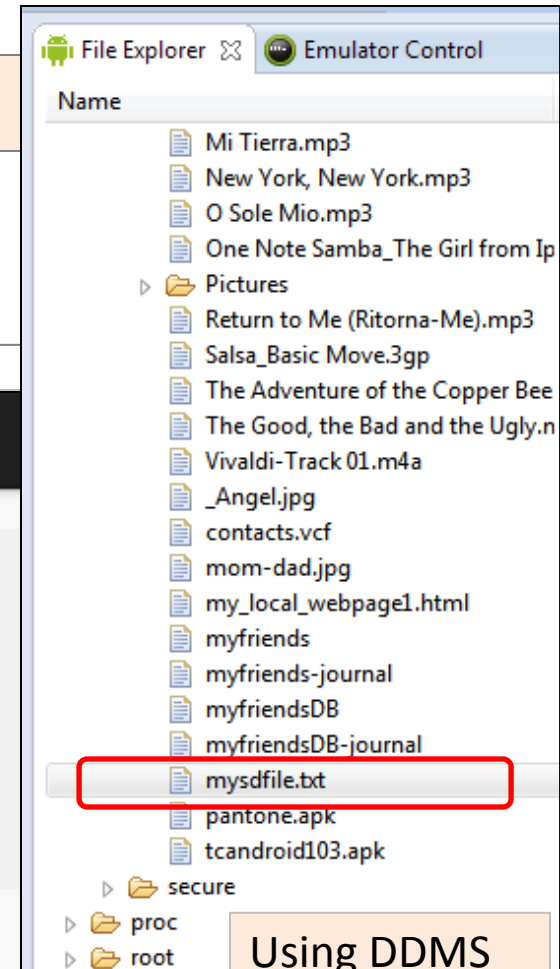 File Explorer Emulator Control
Name
Mi Tierra.mp3
New York, New York.mp3
O Sole Mio.mp3
One Note Samba_The Girl from Ip
Pictures
Return to Me (Ritorna-Me).mp3
Salsa_Basic Move.3gp
The Adventure of the Copper Bee
The Good, the Bad and the Ugly.n
Vivaldi-Track 01.m4a
_Angel.jpg
contacts.vcf
mom-dad.jpg
my_local_webpage1.html
myfriends
myfriends-journal
myfriendsDB
myfriendsDB-journal
mysdfile.txt
pantone.apk
tcandroid103.apk
secure
proc
root
Using DDMS